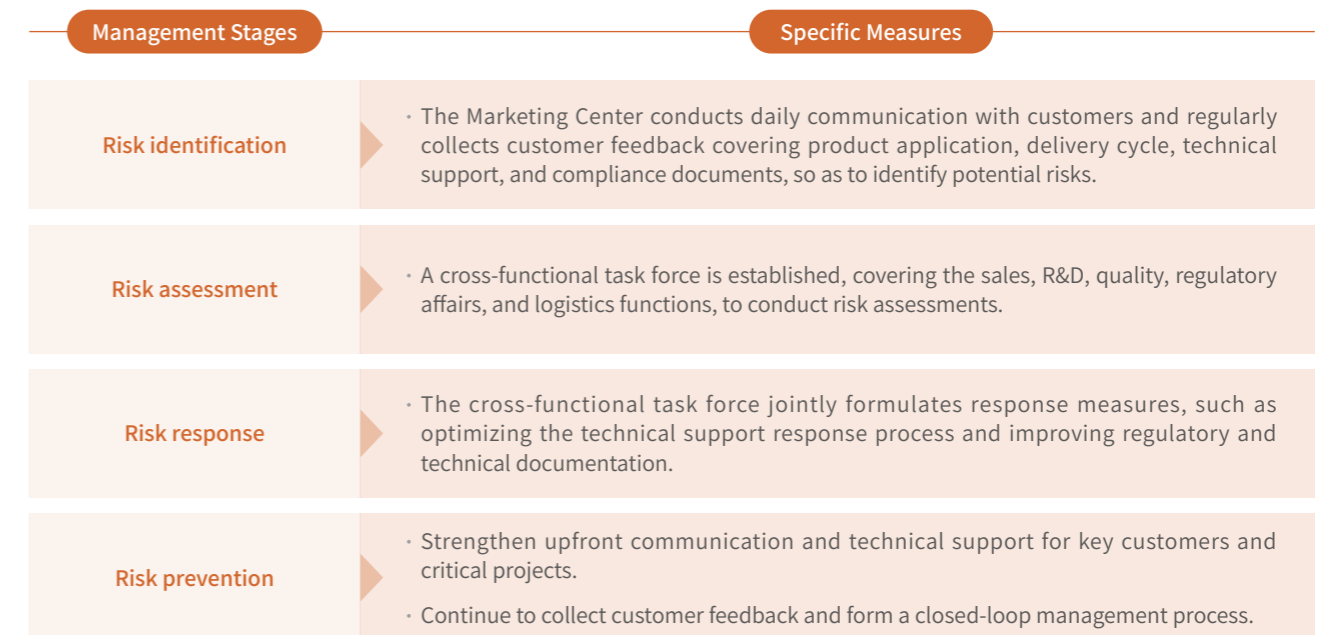 Management Stages
Specific Measures
Risk identification
· The Marketing Center conducts daily communication with customers and regularly
collects customer feedback covering product application, delivery cycle, technical
support, and compliance documents, so as to identify potential risks.
Risk assessment
· A cross-functional task force is established, covering the sales, R&D, quality, regulatory
affairs, and logistics functions, to conduct risk assessments.
Risk response
· The cross-functional task force jointly formulates response measures, such as
optimizing the technical support response process and improving regulatory and
technical documentation.
Risk prevention
· Strengthen upfront communication and technical support for key customers and
critical projects.
· Continue to collect customer feedback and form a closed-loop management process.